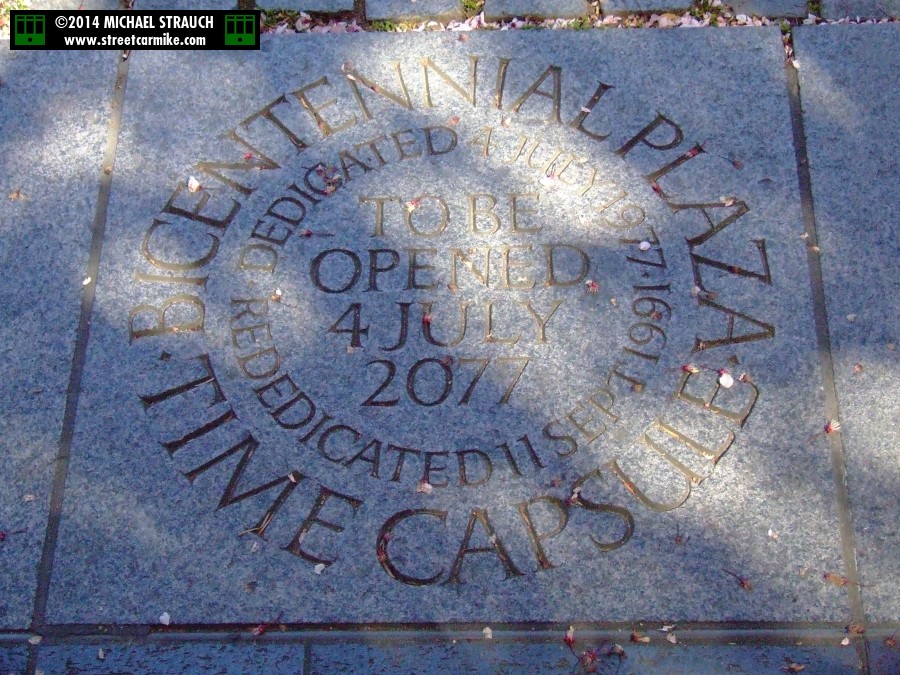 ©2014 MICHAEL STRAUCH
www.streetcarmike.com
BICENTENNIAL PLAZA ·
TIME CAPSULE ·
DEDICATED 4 JULY 1977 ·
REDEDICATED 11 SEPT 1991
TO BE
OPENED
4 JULY
2077